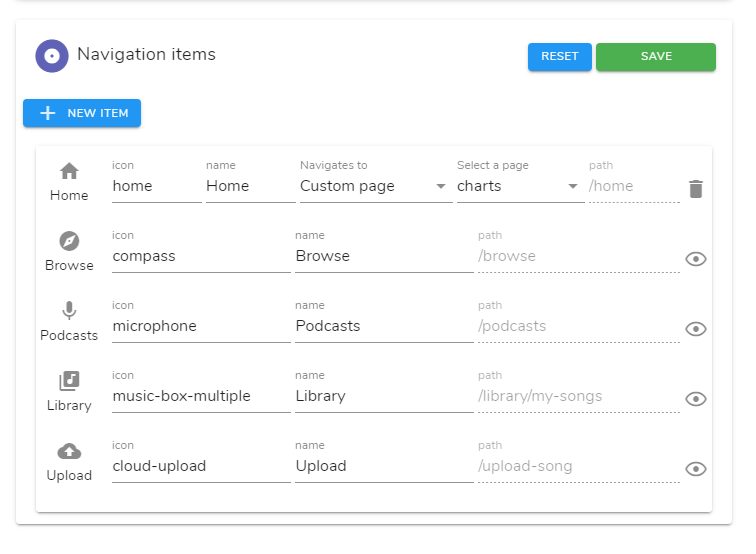 Navigation items
RESET
SAVE
NEW ITEM
icon name Navigates to Select a page path
home Home Custom page charts /home
Home
icon name path
compass Browse /browse
Browse
icon name path
microphone Podcasts /podcasts
Podcasts
icon name path
music-box-multiple Library /library/my-songs
Library
icon name path
cloud-upload Upload /upload-song
Upload